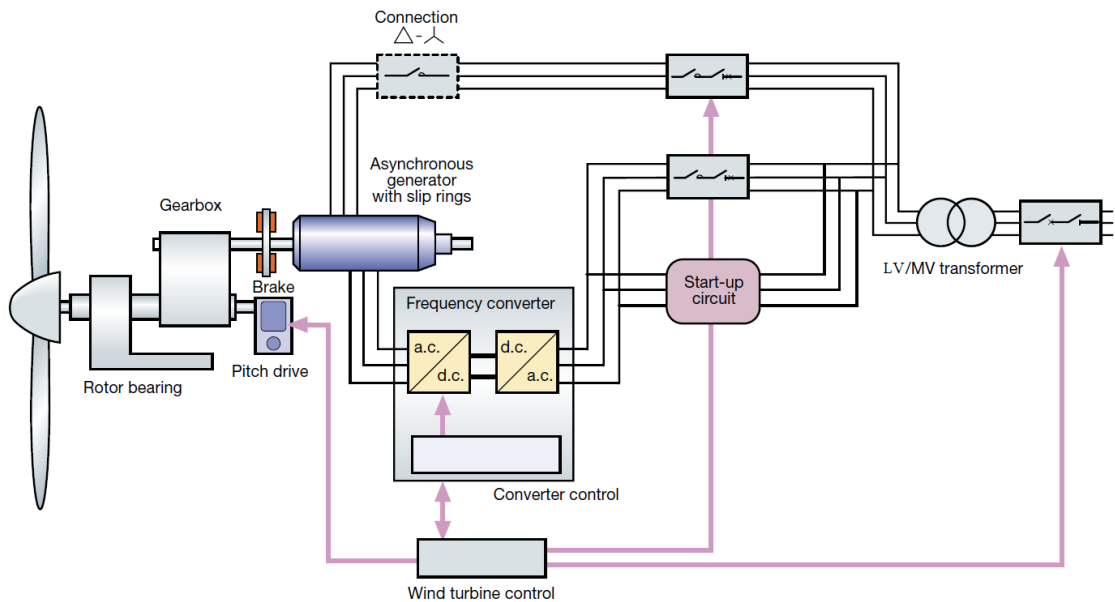 Connection
△-⅄
Asynchronous
generator
with slip rings
Gearbox
Brake
Frequency converter
a.c.
d.c.
d.c.
a.c.
Start-up
circuit
LV/MV transformer
Pitch drive
Rotor bearing
Converter control
Wind turbine control